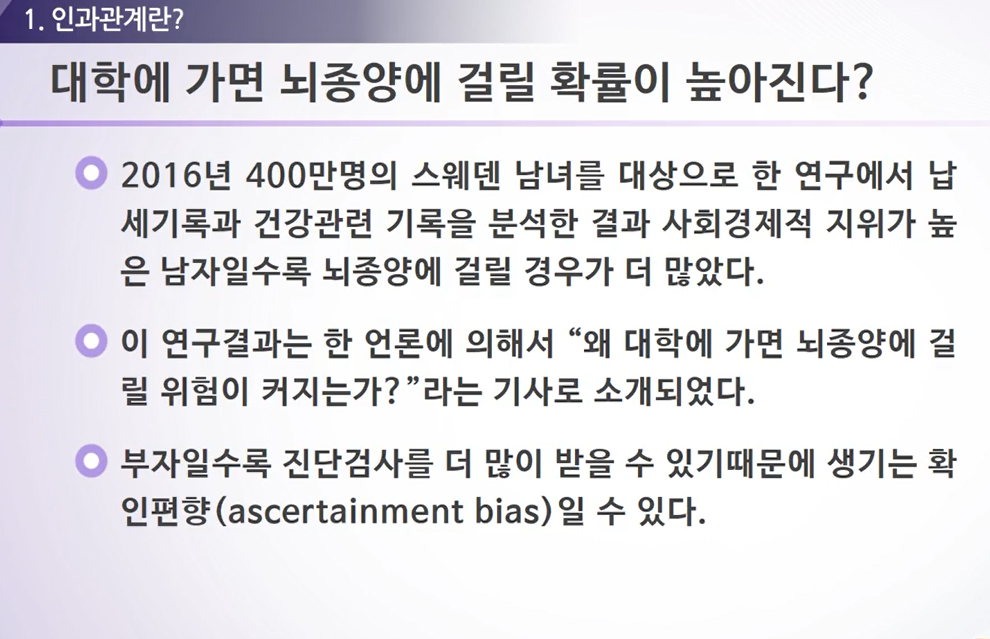 1. 인과관계란?
대학에 가면 뇌종양에 걸릴 확률이 높아진다?
2016년 400만명의 스웨덴 남녀를 대상으로 한 연구에서 납
세기록과 건강관련 기록을 분석한 결과 사회경제적 지위가 높
은 남자일수록 뇌종양에 걸릴 경우가 더 많았다.
이 연구결과는 한 언론에 의해서 “왜 대학에 가면 뇌종양에 걸
릴 위험이 커지는가?”라는 기사로 소개되었다.
부자일수록 진단검사를 더 많이 받을 수 있기때문에 생기는 확
인편향(ascertainment bias)일 수 있다.